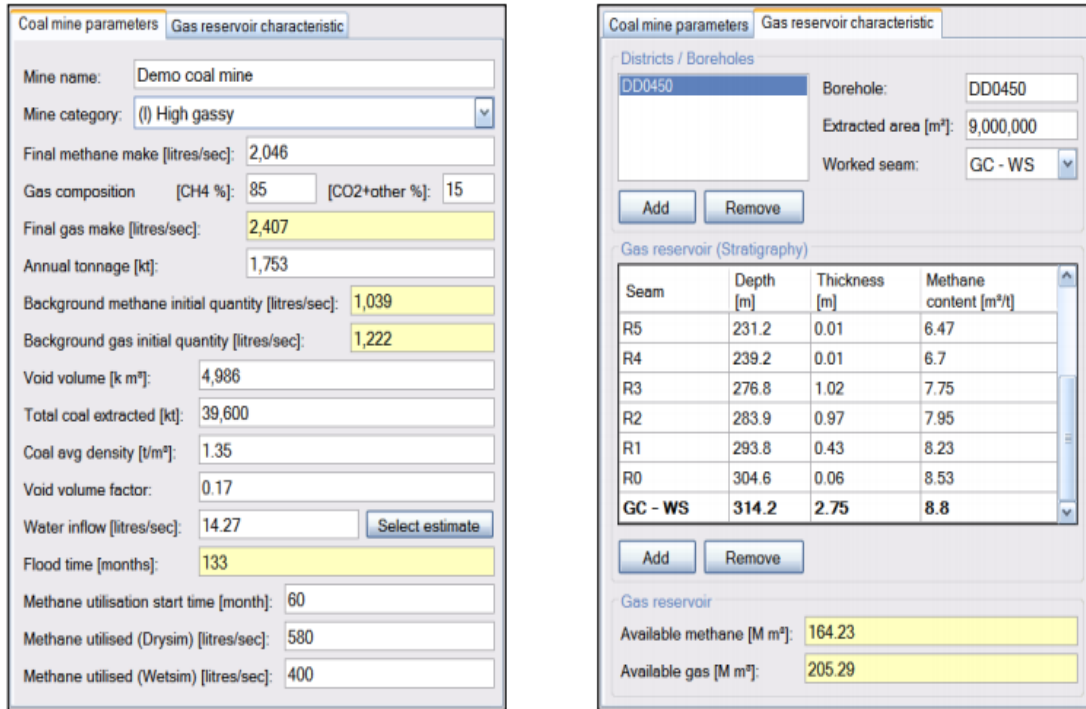 Coal mine parameters Gas reservoir characteristic
Mine name: Demo coal mine
Mine category: (I) High gassy
Final methane make [litres/sec]: 2,046
Gas composition [CH4 %]: 85 [CO2+other %]: 15
Final gas make [litres/sec]: 2,407
Annual tonnage [kt]: 1,753
Background methane initial quantity [litres/sec]: 1,039
Background gas initial quantity [litres/sec]: 1,222
Void volume [k m³]: 4,986
Total coal extracted [kt]: 39,600
Coal avg density [t/m³]: 1.35
Void volume factor: 0.17
Water inflow [litres/sec]: 14.27 Select estimate
Flood time [months]: 133
Methane utilisation start time [month]: 60
Methane utilised (Drysim) [litres/sec]: 580
Methane utilised (Wetsim) [litres/sec]: 400
Coal mine parameters Gas reservoir characteristic
Districts / Boreholes
DD0450
Borehole: DD0450
Extracted area [m²]: 9,000,000
Worked seam: GC - WS
Add Remove
Gas reservoir (Stratigraphy)
Seam Depth [m] Thickness [m] Methane content [m³/t]
R5 231.2 0.01 6.47
R4 239.2 0.01 6.7
R3 276.8 1.02 7.75
R2 283.9 0.97 7.95
R1 293.8 0.43 8.23
R0 304.6 0.06 8.53
GC - WS 314.2 2.75 8.8
Add Remove
Gas reservoir
Available methane [M m³]: 164.23
Available gas [M m³]: 205.29